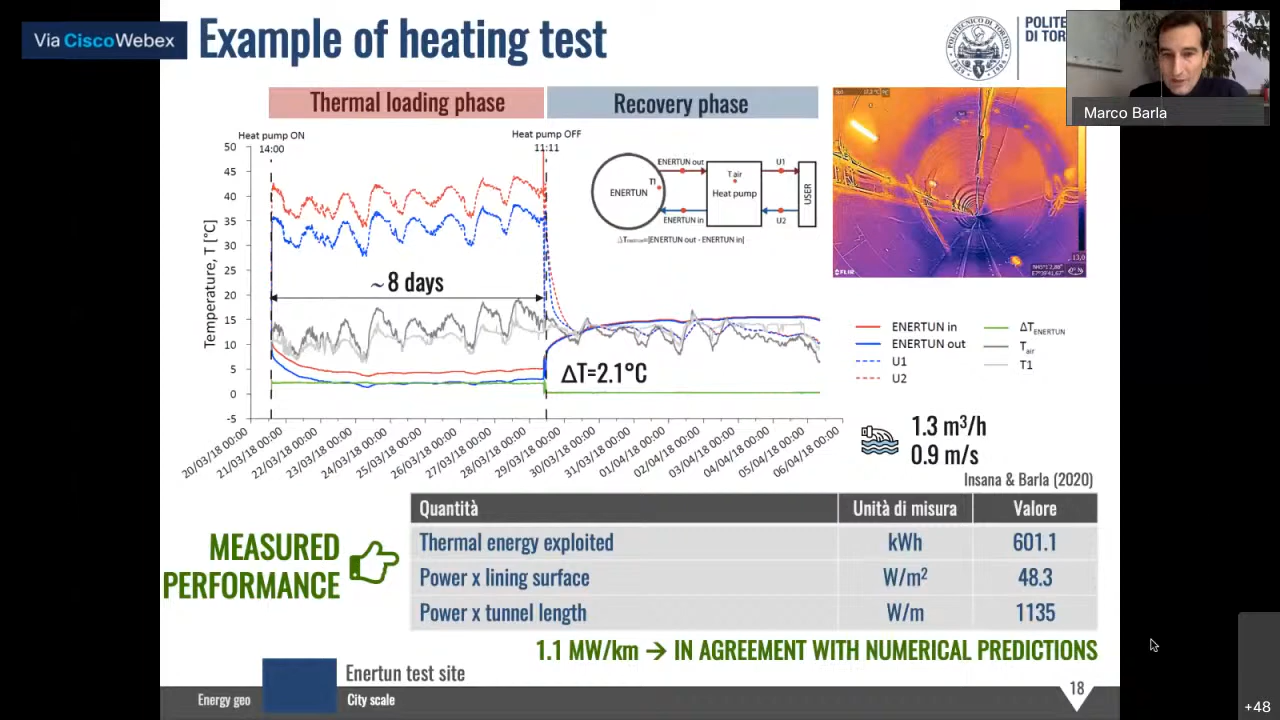 Via Cisco Webex
Example of heating test
POLITE
DI TOR
Marco Barla
Thermal loading phase
Recovery phase
Heat pump ON
14:00
Heat pump OFF
11:11
50
45
40
35
30
25
20
15
10
5
0
-5
Temperature, T [°C]
~ 8 days
ΔT=2.1°C
20/03/18 00:00
21/03/18 00:00
22/03/18 00:00
23/03/18 00:00
24/03/18 00:00
25/03/18 00:00
26/03/18 00:00
27/03/18 00:00
28/03/18 00:00
29/03/18 00:00
30/03/18 00:00
31/03/18 00:00
01/04/18 00:00
02/04/18 00:00
03/04/18 00:00
04/04/18 00:00
05/04/18 00:00
06/04/18 00:00
ENERTUN out
U1
T1
T air
ENERTUN
Heat pump
USER
ENERTUN in
U2
|ENERTUN out - ENERTUN in|
FLIR
ENERTUN in
ENERTUN out
U1
U2
ΔT ENERTUN
T air
T1
1.3 m³/h
0.9 m/s
Insana & Barla (2020)
Quantità Unità di misura Valore
Thermal energy exploited kWh 601.1
Power x lining surface W/m² 48.3
Power x tunnel length W/m 1135
MEASURED
PERFORMANCE
1.1 MW/km → IN AGREEMENT WITH NUMERICAL PREDICTIONS
Enertun test site
Energy geo
City scale
18
+48